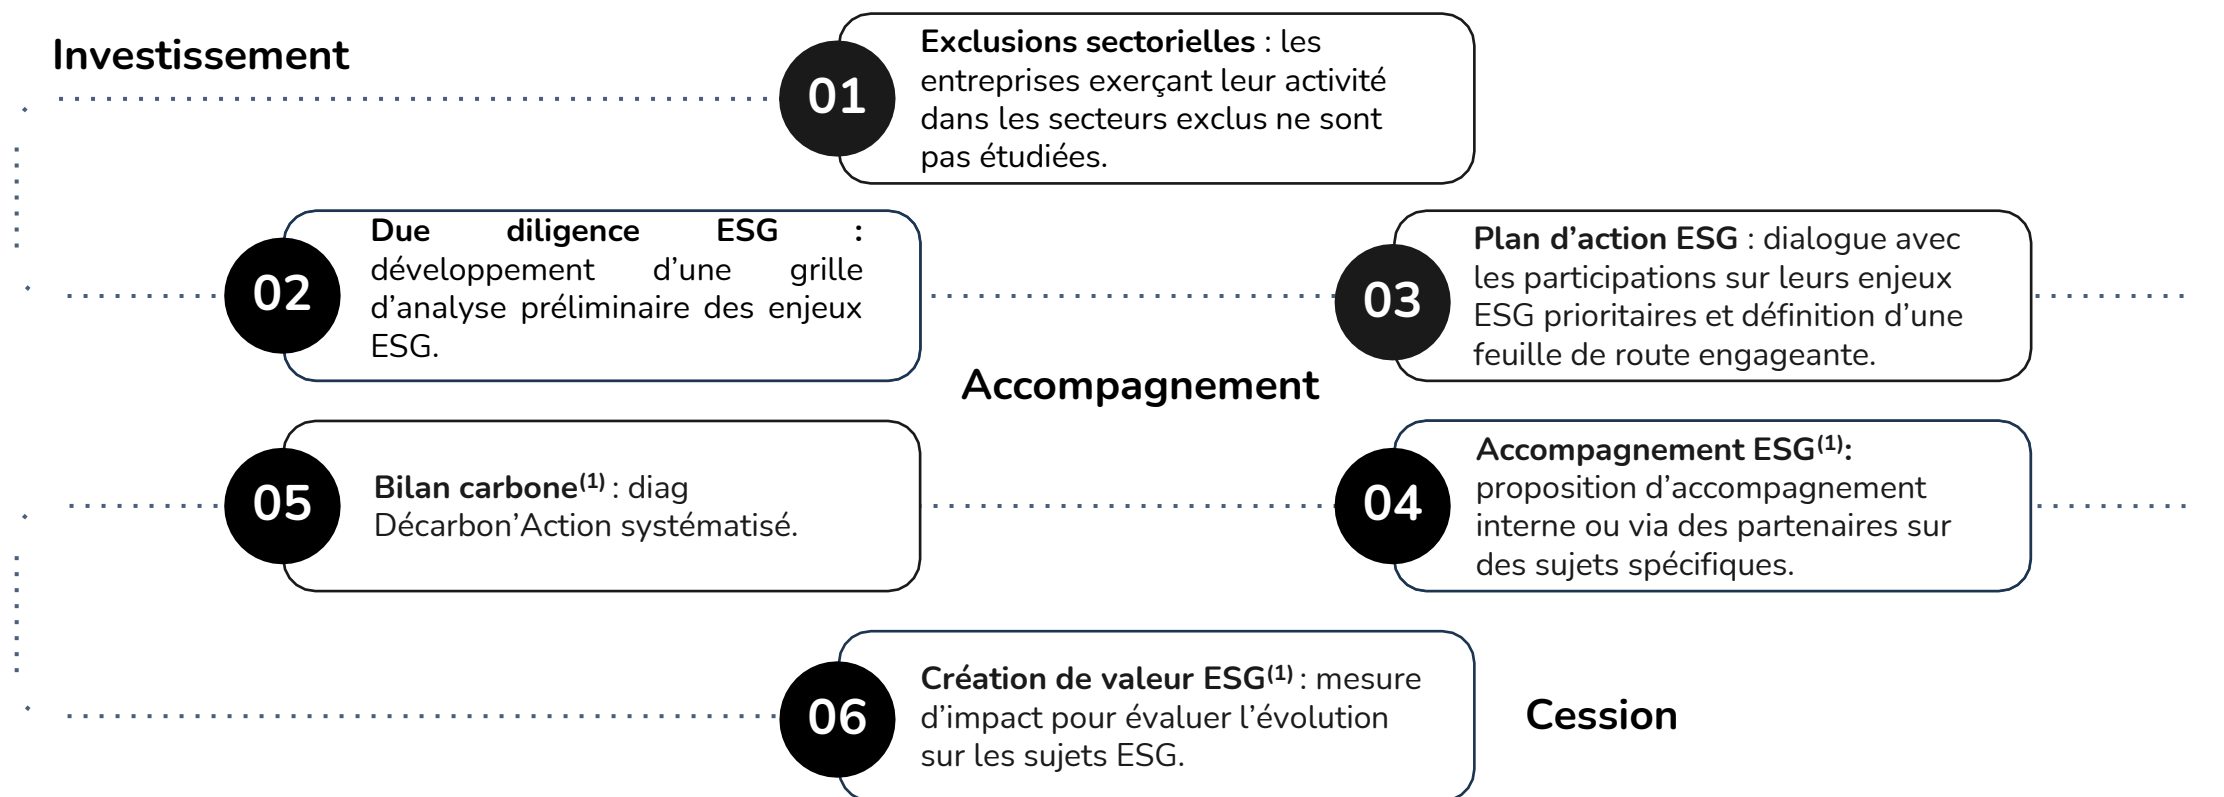 Investissement
01
Exclusions sectorielles : les
entreprises exerçant leur activité
dans les secteurs exclus ne sont
pas étudiées.
02
Due diligence ESG :
développement d’une grille
d’analyse préliminaire des enjeux
ESG.
03
Plan d’action ESG : dialogue avec
les participations sur leurs enjeux
ESG prioritaires et définition d’une
feuille de route engageante.
Accompagnement
04
Accompagnement ESG(1):
proposition d’accompagnement
interne ou via des partenaires sur
des sujets spécifiques.
05
Bilan carbone(1) : diag
Décarbon’Action systématisé.
06
Création de valeur ESG(1) : mesure
d’impact pour évaluer l’évolution
sur les sujets ESG.
Cession